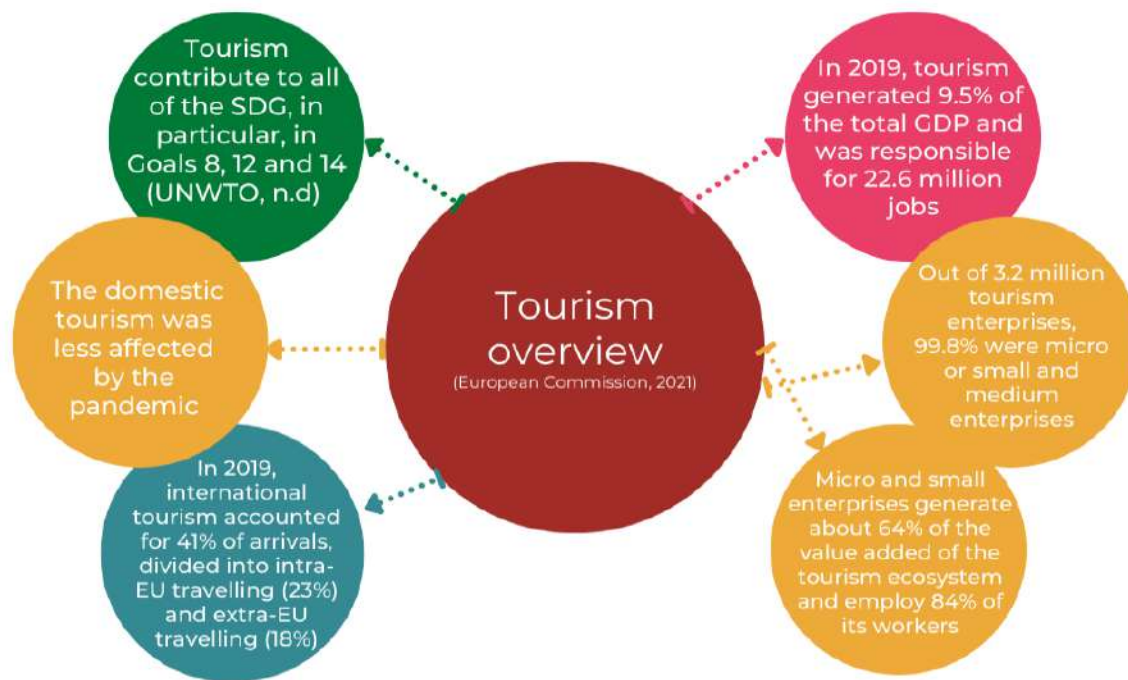 Tourism
contribute to all
of the SDG, in
particular, in
Goals 8, 12 and 14
(UNWTO, n.d)
In 2019, tourism
generated 9.5% of
the total GDP and
was responsible
for 22.6 million
jobs
The domestic
tourism was
less affected
by the
pandemic
Tourism
overview
(European Commission, 2021)
Out of 3.2 million
tourism
enterprises,
99.8% were micro
or small and
medium
enterprises
In 2019,
international
tourism accounted
for 41% of arrivals,
divided into intra-
EU travelling (23%)
and extra-EU
travelling (18%)
Micro and small
enterprises generate
about 64% of the
value added of the
tourism ecosystem
and employ 84% of
its workers